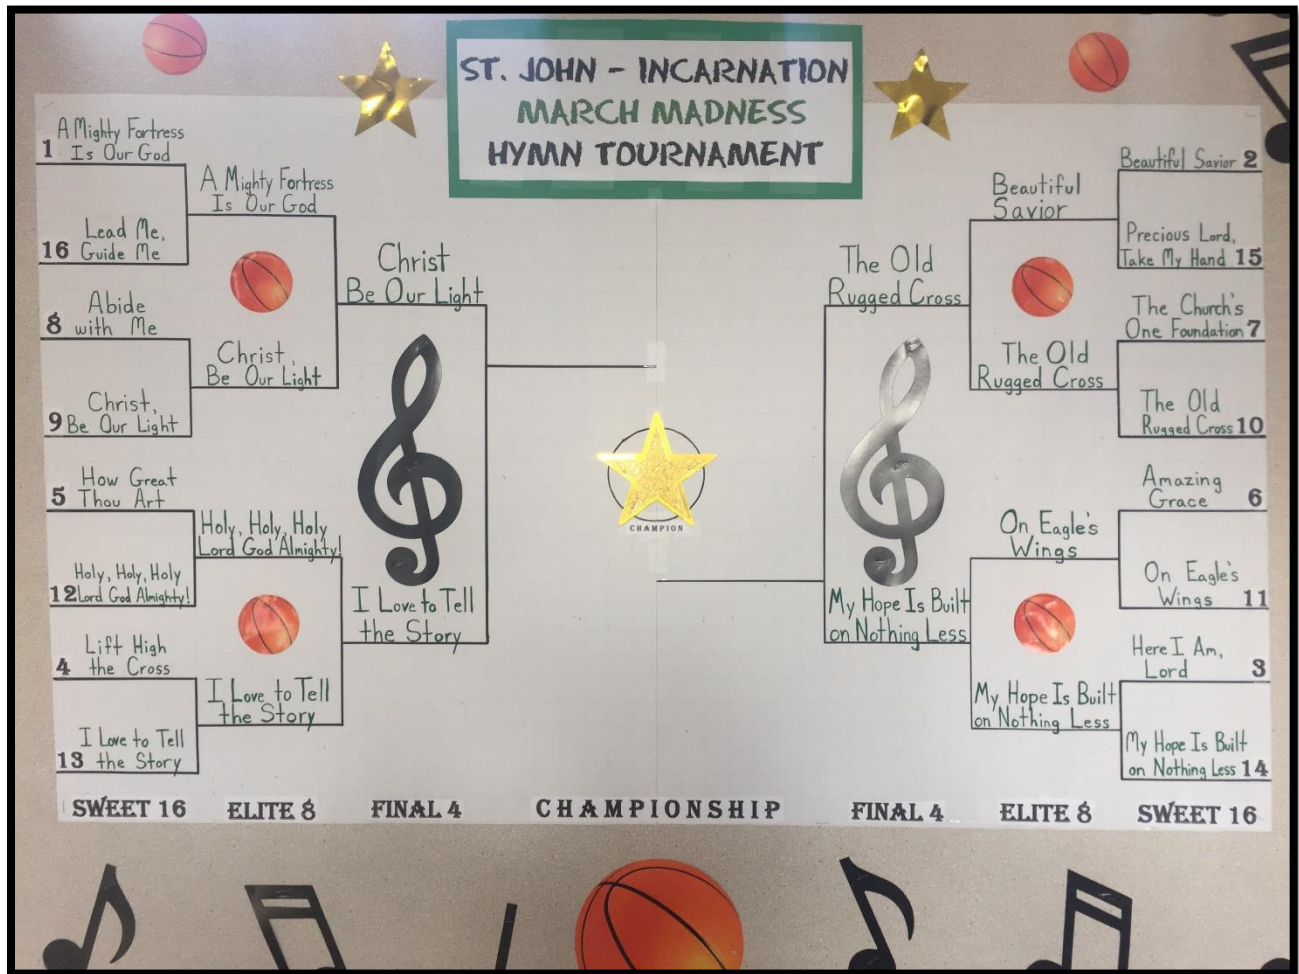 ST. JOHN - INCARNATION
MARCH MADNESS
HYMN TOURNAMENT
A Mighty Fortress
1 Is Our God
Lead Me,
16 Guide Me
Abide
8 with Me
Christ,
9 Be Our Light
How Great
5 Thou Art
Holy, Holy, Holy
12 Lord God Almighty!
Lift High
4 the Cross
I Love to Tell
13 the Story
A Mighty Fortress
Is Our God
Christ,
Be Our Light
Holy, Holy, Holy
Lord God Almighty!
I Love to Tell
the Story
Christ
Be Our Light
I Love to Tell
the Story
CHAMPION
The Old
Rugged Cross
My Hope Is Built
on Nothing Less
Beautiful
Savior
The Old
Rugged Cross
On Eagle's
Wings
My Hope Is Built
on Nothing Less
Beautiful Savior 2
Precious Lord,
Take My Hand 15
The Church's
One Foundation 7
The Old
Rugged Cross 10
Amazing
Grace 6
On Eagle's
Wings 11
Here I Am,
Lord 3
My Hope Is Built
on Nothing Less 14
SWEET 16 ELITE 8 FINAL 4 CHAMPIONSHIP FINAL 4 ELITE 8 SWEET 16